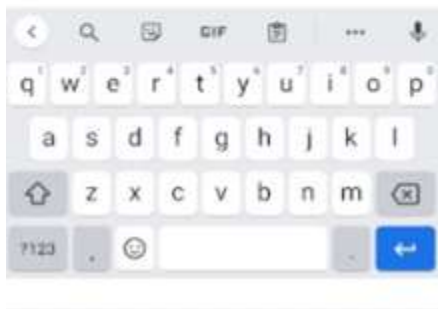 GIF
q1 w2 e3 r4 t5 y6 u7 i8 o9 p0
a s d f g h j k l
z x c v b n m
?123 , .